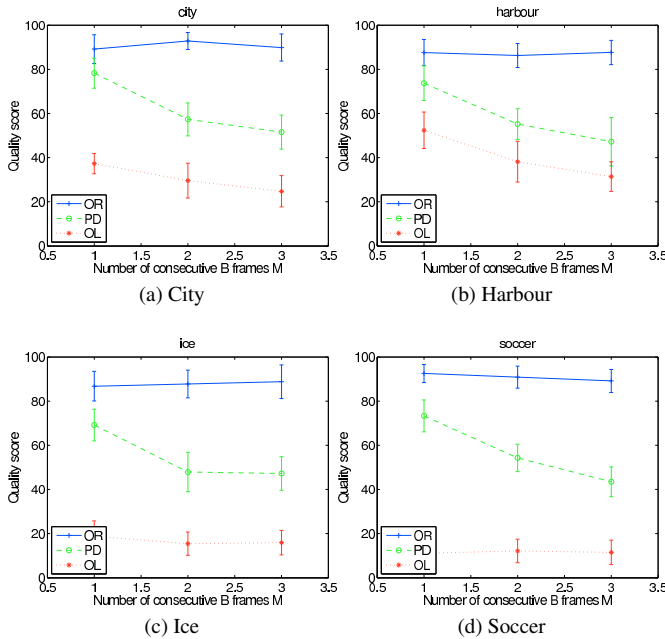 city
100
80
60
40
20
0
Quality score
OR
PD
OL
0.5 1 1.5 2 2.5 3 3.5
Number of consecutive B frames M
(a) City
harbour
100
80
60
40
20
0
Quality score
OR
PD
OL
0.5 1 1.5 2 2.5 3 3.5
Number of consecutive B frames M
(b) Harbour
ice
100
80
60
40
20
0
Quality score
OR
PD
OL
0.5 1 1.5 2 2.5 3 3.5
Number of consecutive B frames M
(c) Ice
soccer
100
80
60
40
20
0
Quality score
OR
PD
OL
0.5 1 1.5 2 2.5 3 3.5
Number of consecutive B frames M
(d) Soccer